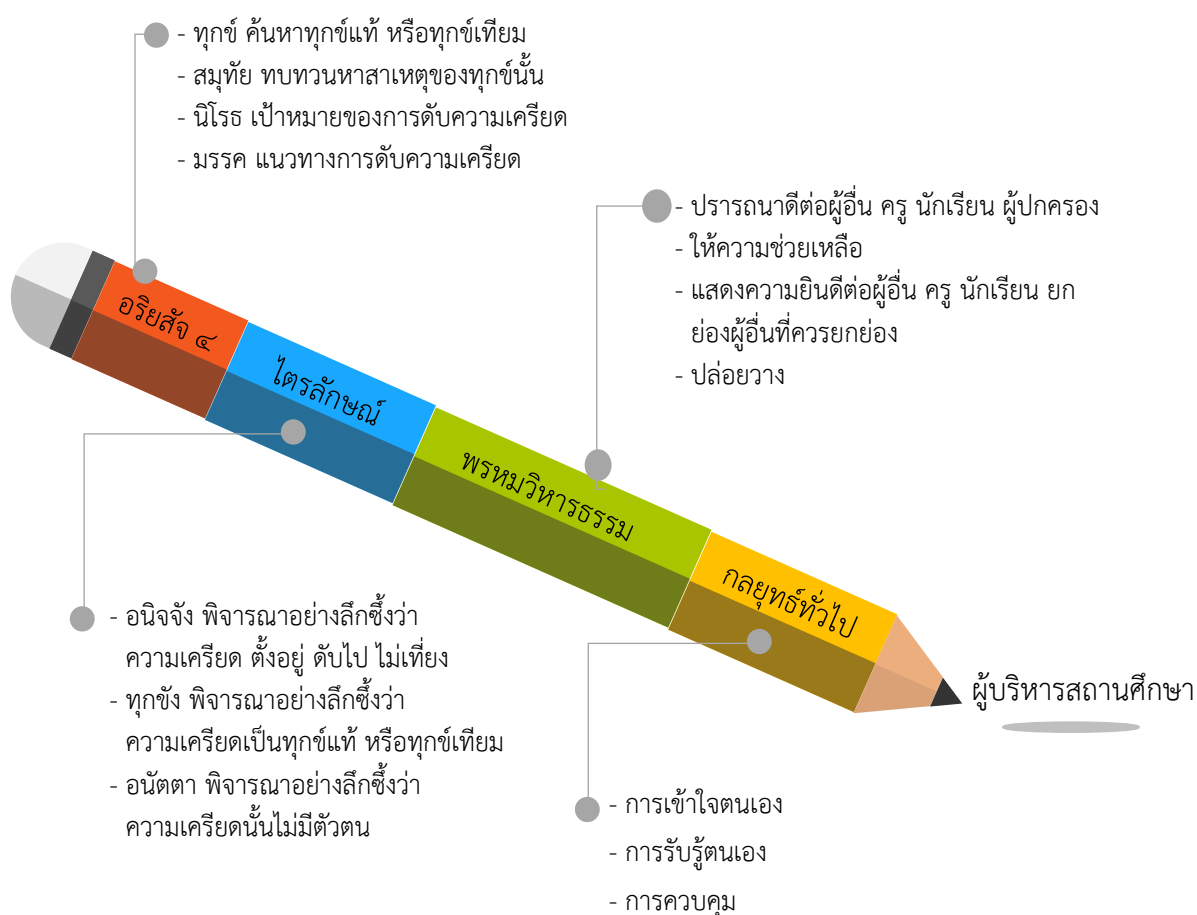 - ทุกข์ ค้นหาทุกข์แท้ หรือทุกข์เทียม
- สมุทัย ทบทวนหาสาเหตุของทุกข์นั้น
- นิโรธ เป้าหมายของการดับความเครียด
- มรรค แนวทางการดับความเครียด
- ปรารถนาดีต่อผู้อื่น ครู นักเรียน ผู้ปกครอง
- ให้ความช่วยเหลือ
- แสดงความยินดีต่อผู้อื่น ครู นักเรียน ยก
ย่องผู้อื่นที่ควรยกย่อง
- ปล่อยวาง
อริยสัจ ๔
ไตรลักษณ์
พรหมวิหารธรรม
กลยุทธ์ทั่วไป
ผู้บริหารสถานศึกษา
- อนิจจัง พิจารณาอย่างลึกซึ้งว่า
ความเครียด ตั้งอยู่ ดับไป ไม่เที่ยง
- ทุกขัง พิจารณาอย่างลึกซึ้งว่า
ความเครียดเป็นทุกข์แท้ หรือทุกข์เทียม
- อนัตตา พิจารณาอย่างลึกซึ้งว่า
ความเครียดนั้นไม่มีตัวตน
- การเข้าใจตนเอง
- การรับรู้ตนเอง
- การควบคุม